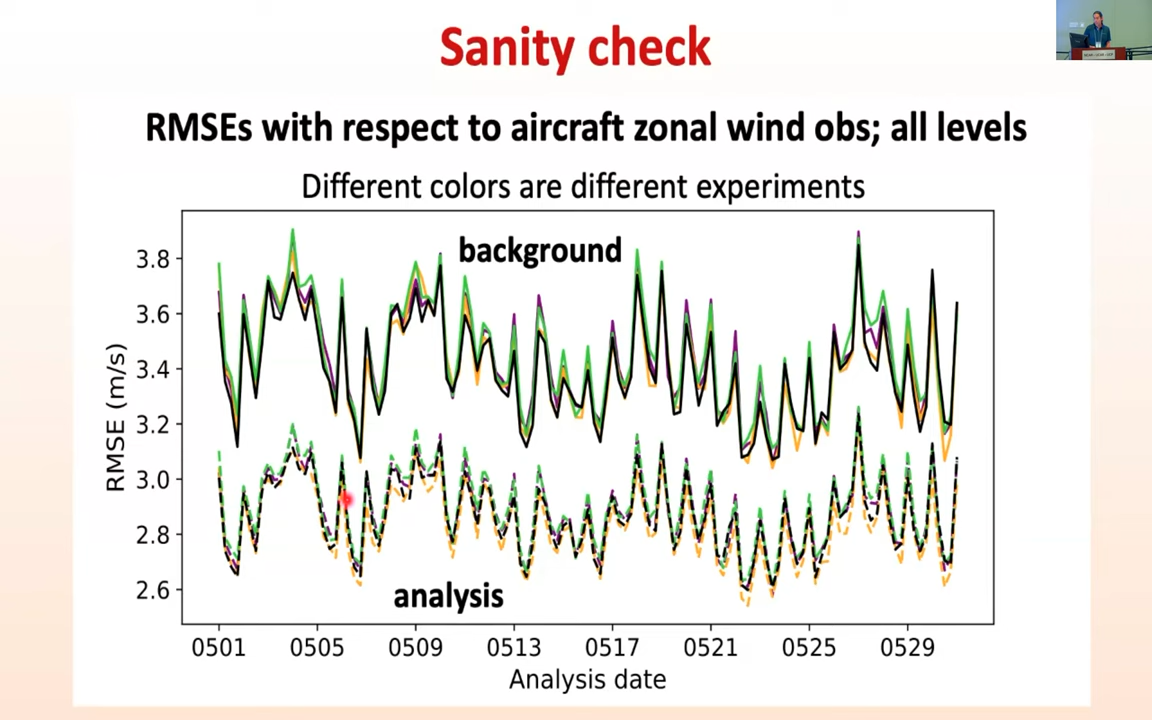 Sanity check
RMSEs with respect to aircraft zonal wind obs; all levels
Different colors are different experiments
background
analysis
RMSE (m/s)
3.8
3.6
3.4
3.2
3.0
2.8
2.6
0501 0505 0509 0513 0517 0521 0525 0529
Analysis date